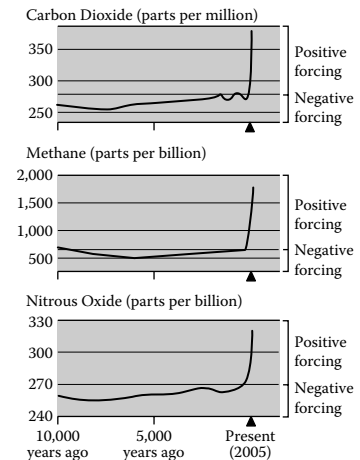 Carbon Dioxide (parts per million)
350
300
250
Positive
forcing
Negative
forcing
Methane (parts per billion)
2,000
1,500
1,000
500
Positive
forcing
Negative
forcing
Nitrous Oxide (parts per billion)
330
300
270
240
Positive
forcing
Negative
forcing
10,000 5,000 Present
years ago years ago (2005)